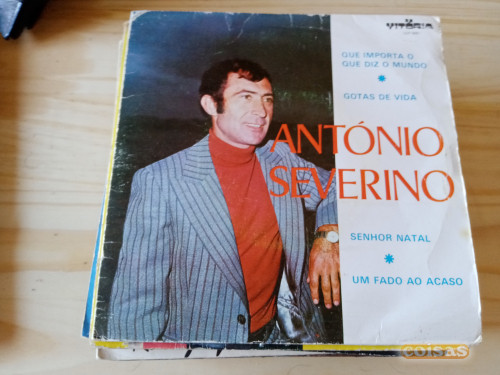 VITÓRIA
QUE IMPORTA O
QUE DIZ O MUNDO
GOTAS DE VIDA
ANTÓNIO
SEVERINO
SENHOR NATAL
UM FADO AO ACASO
COISAS